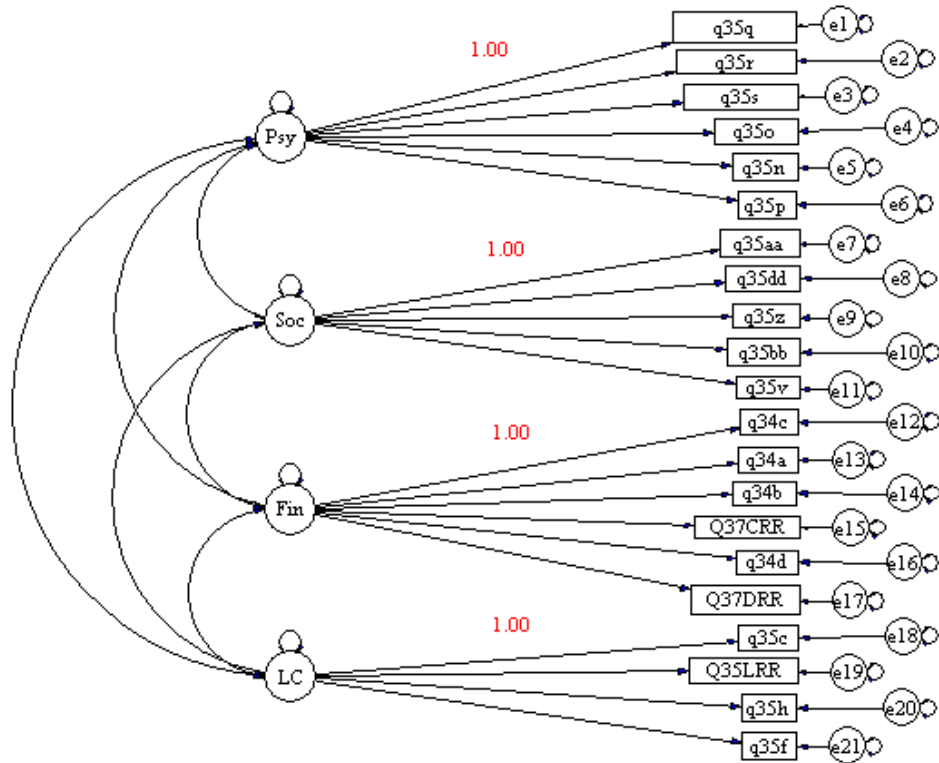 q35q e1
1.00
q35r e2
q35s e3
Psy
q35o e4
q35n e5
q35p e6
q35aa e7
1.00
q35dd e8
Soc
q35z e9
q35bb e10
q35v e11
q34c e12
1.00
q34a e13
q34b e14
Fin
Q37CRR e15
q34d e16
Q37DRR e17
1.00
q35c e18
LC
Q35LRR e19
q35h e20
q35f e21